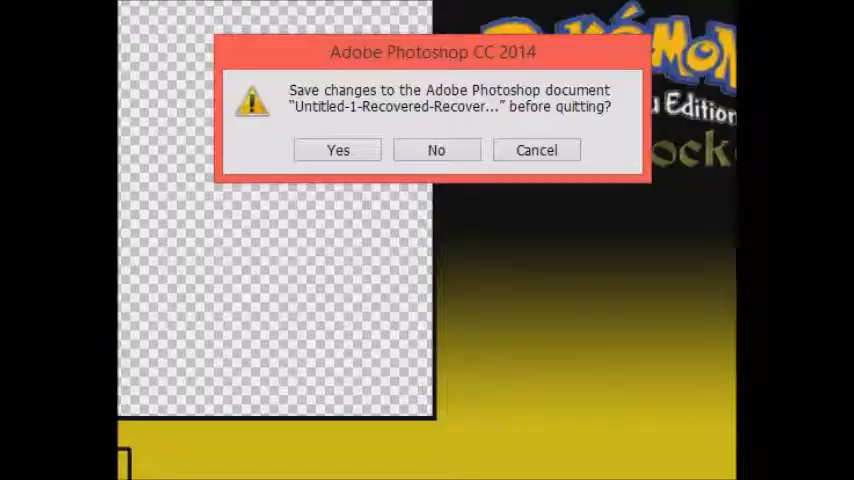 Adobe Photoshop CC 2014
Save changes to the Adobe Photoshop document
"Untitled-1-Recovered-Recover..." before quitting?
Yes
No
Cancel
Edition